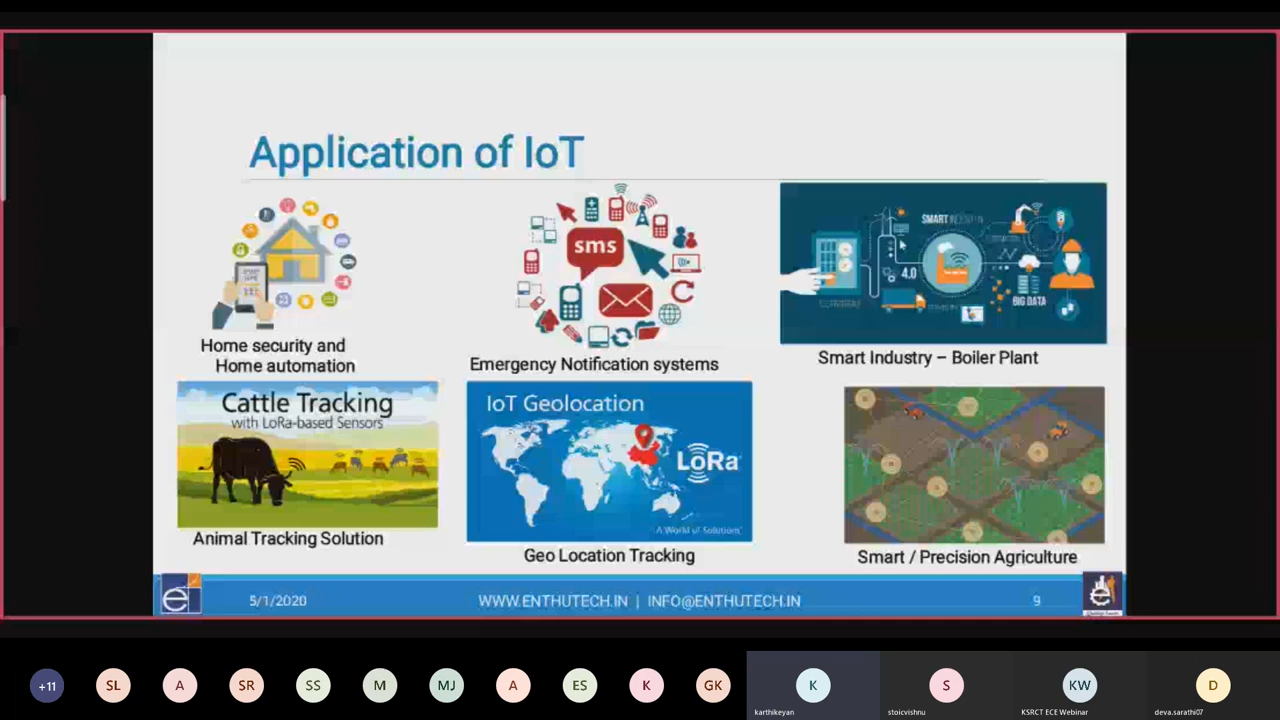 Application of IoT
sms
SMART
4.0
BIG DATA
Home security and
Home automation
Emergency Notification systems
Smart Industry – Boiler Plant
Cattle Tracking
with LoRa-based Sensors
IoT Geolocation
LoRa
A World of Solutions
Animal Tracking Solution
Geo Location Tracking
Smart / Precision Agriculture
5/1/2020
WWW.ENTHUTECH.IN | INFO@ENTHUTECH.IN
9
+11
SL
A
SR
SS
M
MJ
A
ES
K
GK
K
karthikeyan
S
stoicvishnu
KW
KSRCT ECE Webinar
D
deva.sarathi07